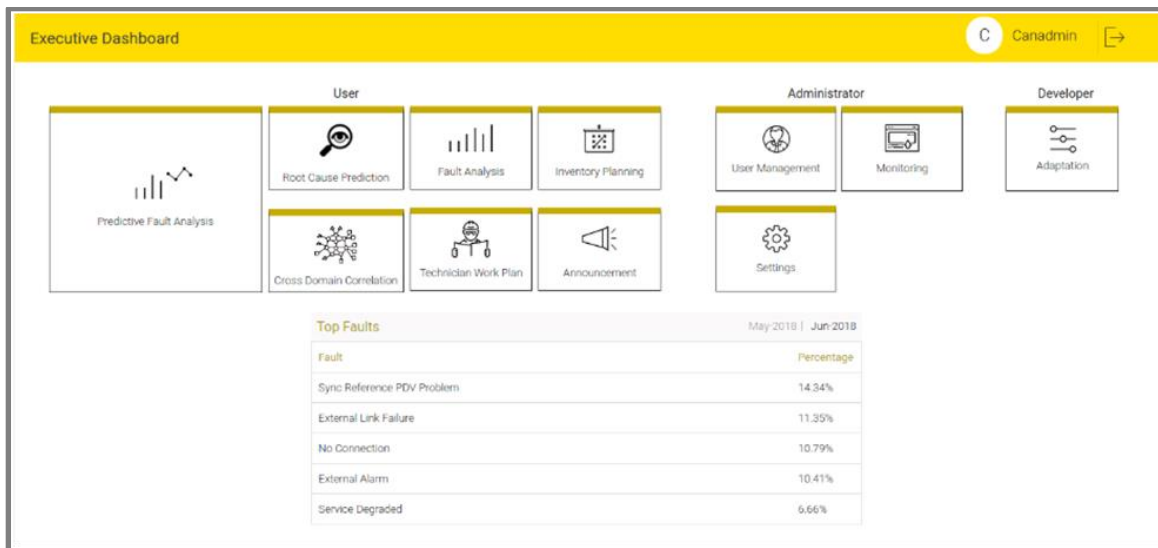 Executive Dashboard
C Canadmin
User
Administrator
Developer
Predictive Fault Analysis
Root Cause Prediction
Fault Analysis
Inventory Planning
User Management
Monitoring
Adaptation
Cross Domain Correlation
Technician Work Plan
Announcement
Settings
Top Faults May-2018 | Jun-2018
Fault Percentage
Sync Reference PDV Problem 14.34%
External Link Failure 11.35%
No Connection 10.79%
External Alarm 10.41%
Service Degraded 6.66%